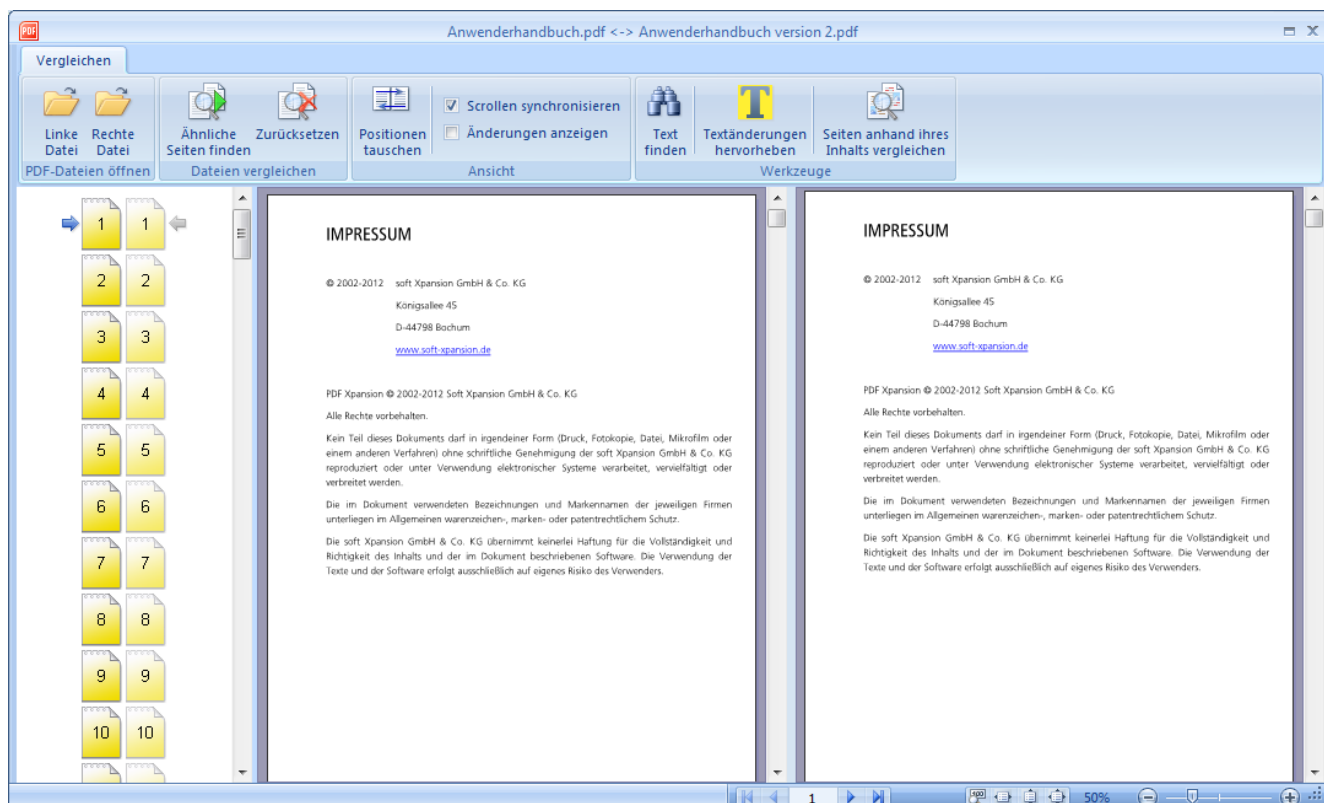 PDF
Anwenderhandbuch.pdf <-> Anwenderhandbuch version 2.pdf
Vergleichen
Linke Datei
Rechte Datei
PDF-Dateien öffnen
Ähnliche Seiten finden
Zurücksetzen
Dateien vergleichen
Positionen tauschen
Scrollen synchronisieren
Änderungen anzeigen
Ansicht
Text finden
T
Textänderungen hervorheben
Seiten anhand ihres Inhalts vergleichen
Werkzeuge
1 1
2 2
3 3
4 4
5 5
6 6
7 7
8 8
9 9
10 10
IMPRESSUM
© 2002-2012 soft Xpansion GmbH & Co. KG
Königsallee 45
D-44798 Bochum
www.soft-xpansion.de
PDF Xpansion © 2002-2012 Soft Xpansion GmbH & Co. KG
Alle Rechte vorbehalten.
Kein Teil dieses Dokuments darf in irgendeiner Form (Druck, Fotokopie, Datei, Mikrofilm oder
einem anderen Verfahren) ohne schriftliche Genehmigung der soft Xpansion GmbH & Co. KG
reproduziert oder unter Verwendung elektronischer Systeme verarbeitet, vervielfältigt oder
verbreitet werden.
Die im Dokument verwendeten Bezeichnungen und Markennamen der jeweiligen Firmen
unterliegen im Allgemeinen warenzeichen-, marken- oder patentrechtlichem Schutz.
Die soft Xpansion GmbH & Co. KG übernimmt keinerlei Haftung für die Vollständigkeit und
Richtigkeit des Inhalts und der im Dokument beschriebenen Software. Die Verwendung der
Texte und der Software erfolgt ausschließlich auf eigenes Risiko des Verwenders.
IMPRESSUM
© 2002-2012 soft Xpansion GmbH & Co. KG
Königsallee 45
D-44798 Bochum
www.soft-xpansion.de
PDF Xpansion © 2002-2012 Soft Xpansion GmbH & Co. KG
Alle Rechte vorbehalten.
Kein Teil dieses Dokuments darf in irgendeiner Form (Druck, Fotokopie, Datei, Mikrofilm oder
einem anderen Verfahren) ohne schriftliche Genehmigung der soft Xpansion GmbH & Co. KG
reproduziert oder unter Verwendung elektronischer Systeme verarbeitet, vervielfältigt oder
verbreitet werden.
Die im Dokument verwendeten Bezeichnungen und Markennamen der jeweiligen Firmen
unterliegen im Allgemeinen warenzeichen-, marken- oder patentrechtlichem Schutz.
Die soft Xpansion GmbH & Co. KG übernimmt keinerlei Haftung für die Vollständigkeit und
Richtigkeit des Inhalts und der im Dokument beschriebenen Software. Die Verwendung der
Texte und der Software erfolgt ausschließlich auf eigenes Risiko des Verwenders.
1
50%